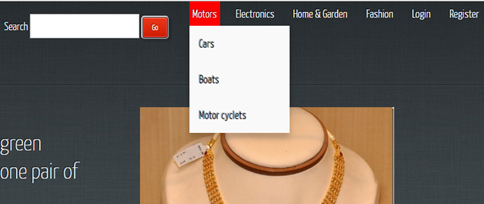 Search Go Motors Electronics Home & Garden Fashion Login Register
Cars
Boats
Motor cyclets
green
one pair of